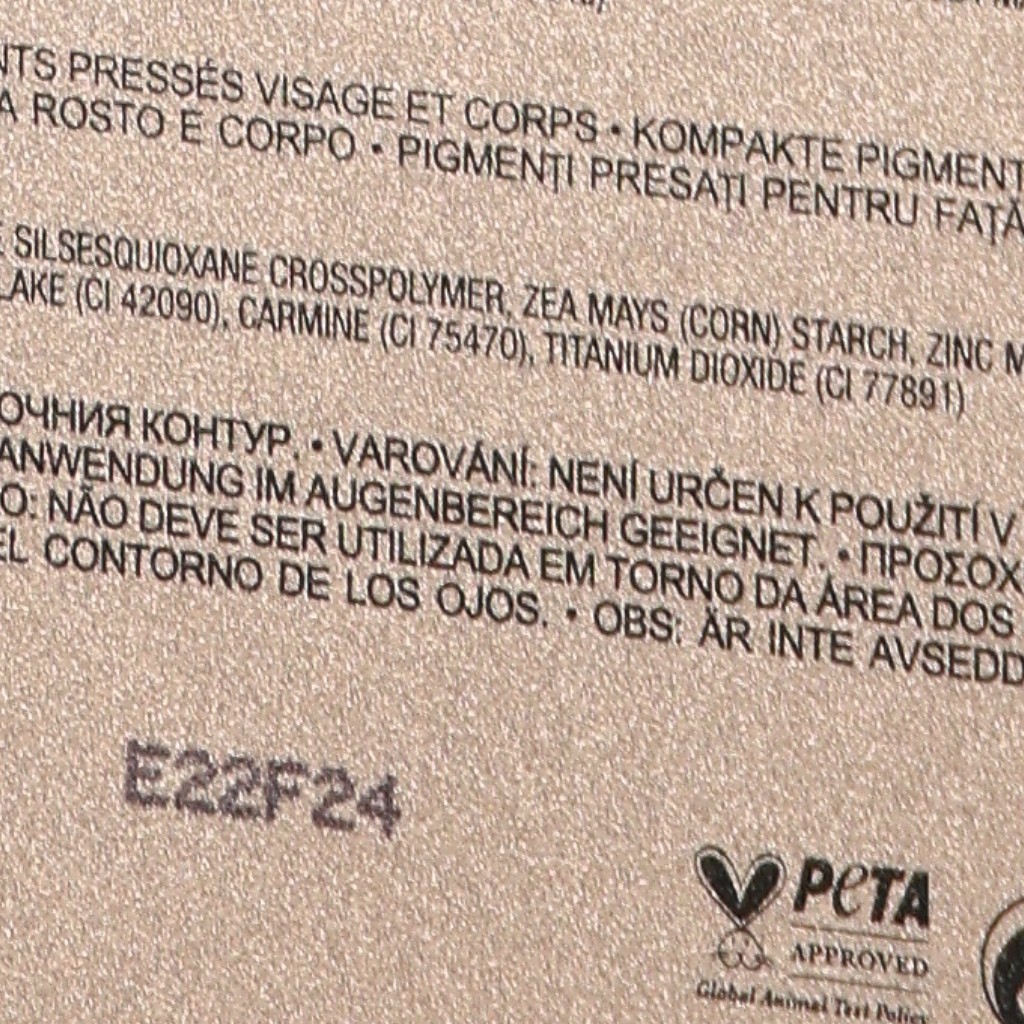 NTS PRESSÉS VISAGE ET CORPS • KOMPAKTE PIGMENT
A ROSTO E CORPO • PIGMENȚI PRESAȚI PENTRU FAȚĂ
E SILSESQUIOXANE CROSSPOLYMER, ZEA MAYS (CORN) STARCH, ZINC M
LAKE (CI 42090), CARMINE (CI 75470), TITANIUM DIOXIDE (CI 77891)
ОЧНИЯ КОНТУР. • VAROVÁNÍ: NENÍ URČEN K POUŽITÍ V
ANWENDUNG IM AUGENBEREICH GEEIGNET. • ΠΡΟΣΟΧ
O: NÃO DEVE SER UTILIZADA EM TORNO DA ÁREA DOS
EL CONTORNO DE LOS OJOS. • OBS: ÄR INTE AVSEDD
E22F24
PETA
APPROVED
Global Animal Test Policy